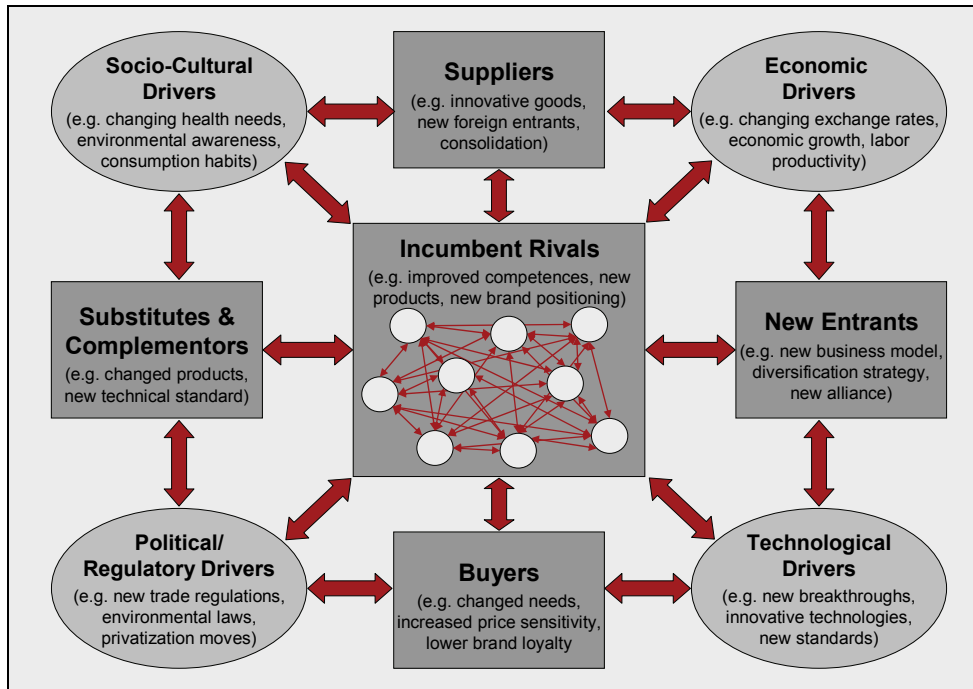 Socio-Cultural
Drivers
(e.g. changing health needs,
environmental awareness,
consumption habits)
Suppliers
(e.g. innovative goods,
new foreign entrants,
consolidation)
Economic
Drivers
(e.g. changing exchange rates,
economic growth, labor
productivity)
Substitutes &
Complementors
(e.g. changed products,
new technical standard)
Incumbent Rivals
(e.g. improved competences, new
products, new brand positioning)
New Entrants
(e.g. new business model,
diversification strategy,
new alliance)
Political/
Regulatory Drivers
(e.g. new trade regulations,
environmental laws,
privatization moves)
Buyers
(e.g. changed needs,
increased price sensitivity,
lower brand loyalty
Technological
Drivers
(e.g. new breakthroughs,
innovative technologies,
new standards)